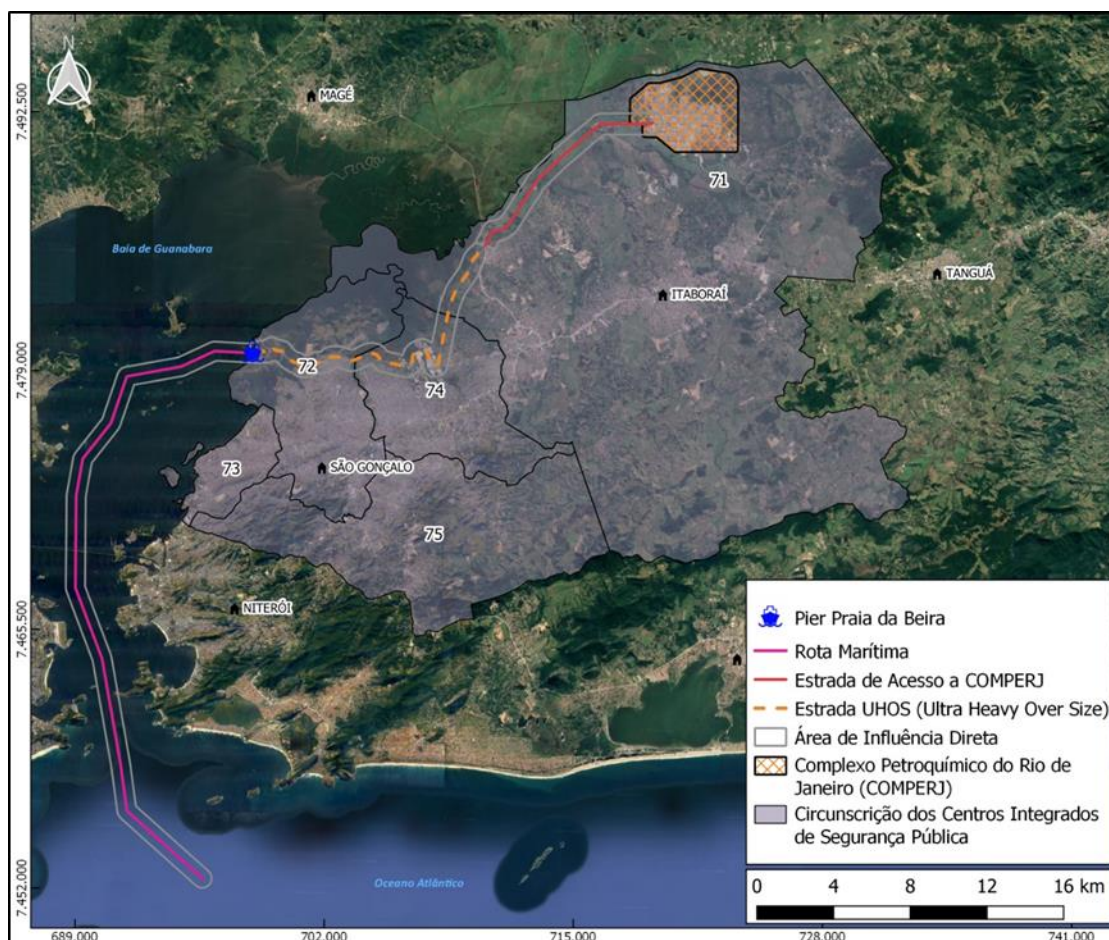 N
MAGÉ
7.492.500
71
Baía de Guanabara
TANGUÁ
ITABORAÍ
7.479.000
72
74
73
SÃO GONÇALO
75
NITERÓI
7.465.500
Pier Praia da Beira
Rota Marítima
Estrada de Acesso a COMPERJ
Estrada UHOS (Ultra Heavy Over Size)
Área de Influência Direta
Complexo Petroquímico do Rio de
Janeiro (COMPERJ)
Circunscrição dos Centros Integrados
de Segurança Pública
7.452.000
Oceano Atlântico
0 4 8 12 16 km
689.000 702.000 715.000 728.000 741.000